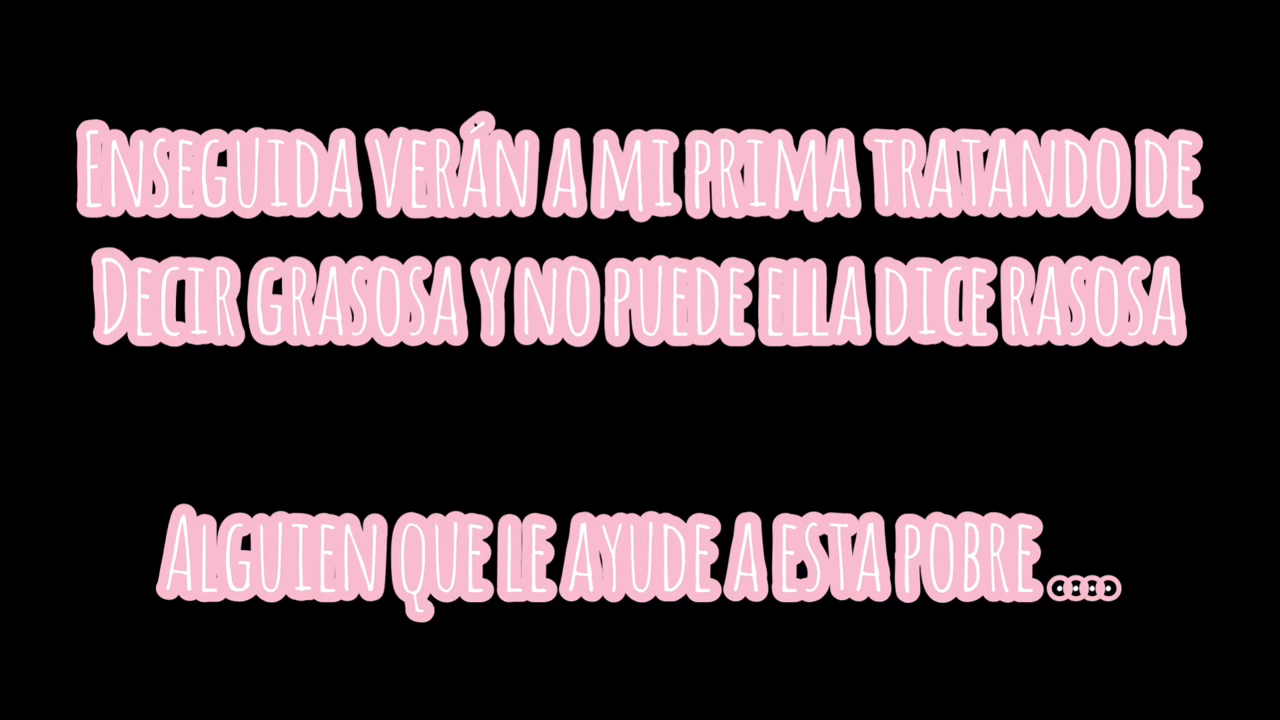 Enseguida verán a mi prima tratando de
Decir grasosa y no puede ella dice rasosa
Alguien que le ayude a esta pobre ....